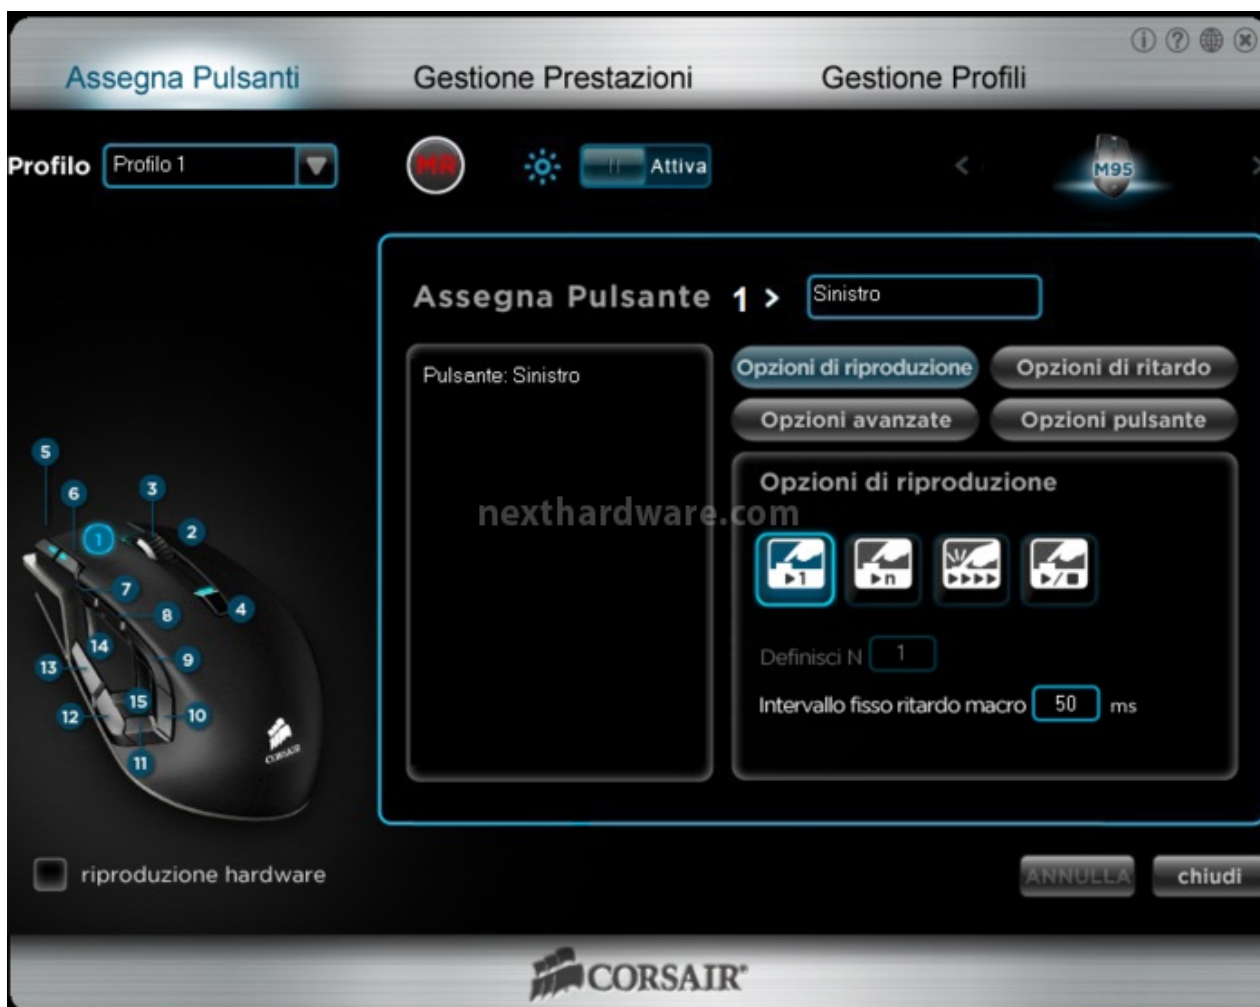 Assegna Pulsanti Gestione Prestazioni Gestione Profili
Profilo Profilo 1 MR Attiva M95
Assegna Pulsante 1 > Sinistro
Pulsante: Sinistro
Opzioni di riproduzione Opzioni di ritardo
Opzioni avanzate Opzioni pulsante
Opzioni di riproduzione
nexthardware.com
▶1 ▶n ▶▶▶▶ ▶/■
Definisci N 1
Intervallo fisso ritardo macro 50 ms
5
6
3
1
2
7
8
4
14
13
9
15
12
10
11
CORSAIR
riproduzione hardware
ANNULLA chiudi
CORSAIR